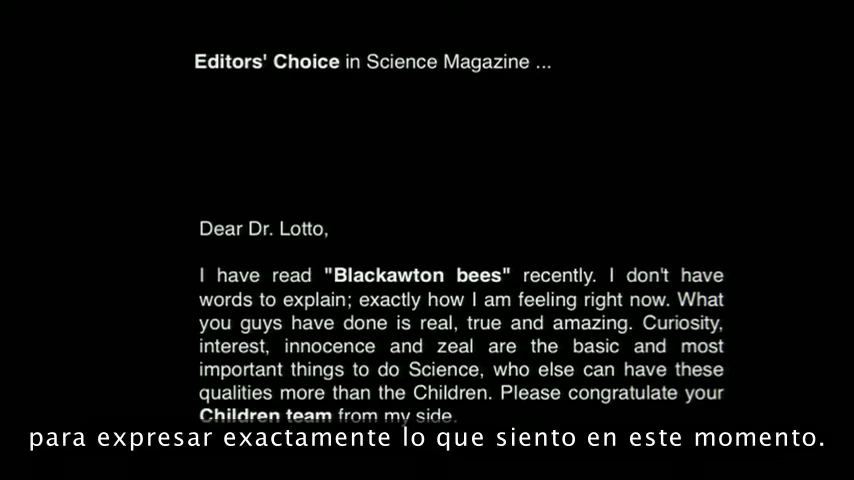 Editors' Choice in Science Magazine ...
Dear Dr. Lotto,
I have read "Blackawton bees" recently. I don't have
words to explain; exactly how I am feeling right now. What
you guys have done is real, true and amazing. Curiosity,
interest, innocence and zeal are the basic and most
important things to do Science, who else can have these
qualities more than the Children. Please congratulate your
Children team from my side.
para expresar exactamente lo que siento en este momento.